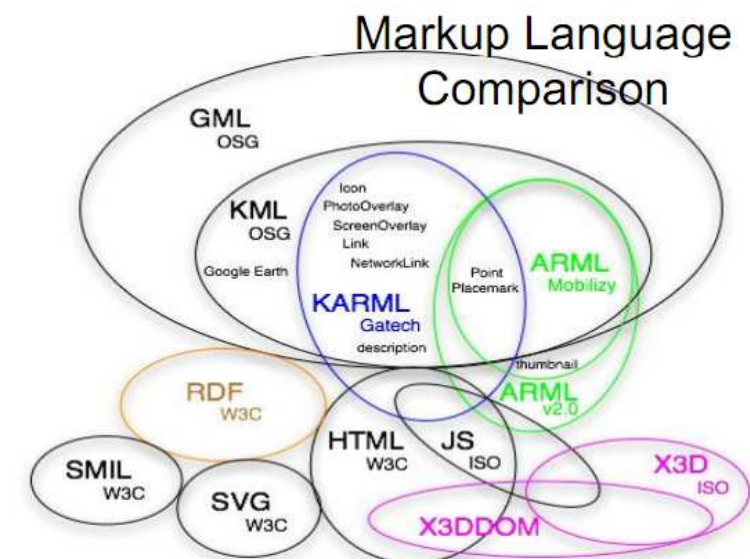 Markup Language
Comparison
GML
OSG
Icon
PhotoOverlay
KML
OSG
ScreenOverlay
Link
NetworkLink
Google Earth
Point
Placemark
ARML
Mobilizy
KARML
Gatech
description
thumbnail
RDF
W3C
ARML
v2.0
HTML
W3C
JS
ISO
SMIL
W3C
SVG
W3C
X3D
ISO
X3DDOM